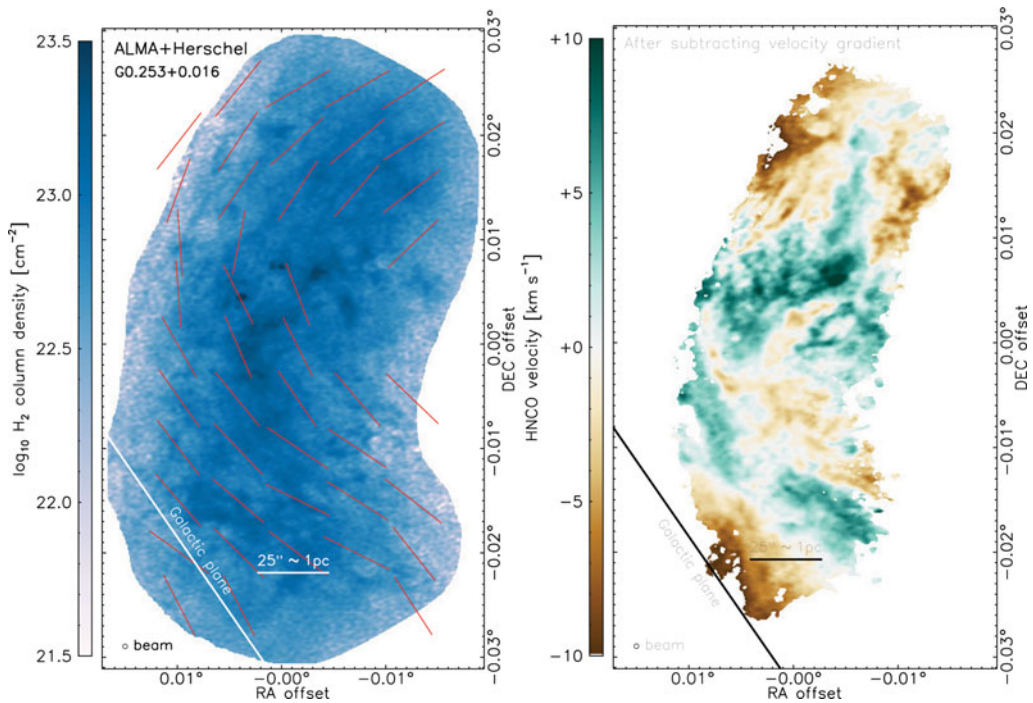 ALMA+Herschel
G0.253+0.016
log₁₀ H₂ column density [cm⁻²]
23.5
23.0
22.5
22.0
21.5
Galactic plane
25'' ~ 1pc
beam
0.01° -0.00° -0.01°
RA offset
0.03°
0.02°
0.01°
0.00°
-0.01°
-0.02°
-0.03°
DEC offset
After subtracting velocity gradient
HNCO velocity [km s⁻¹]
+10
+5
+0
-5
-10
Galactic plane
25'' ~ 1pc
beam
0.01° -0.00° -0.01°
RA offset
0.03°
0.02°
0.01°
0.00°
-0.01°
-0.02°
-0.03°
DEC offset